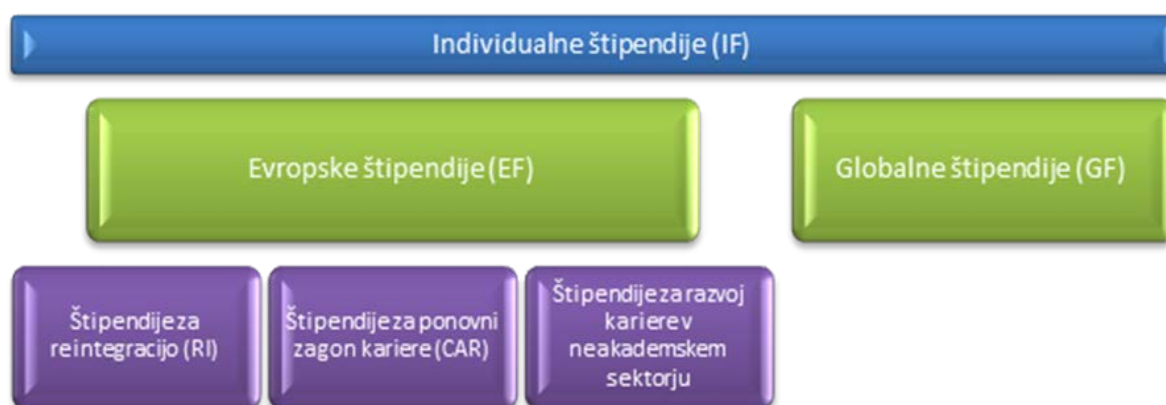 Individualne štipendije (IF)
Evropske štipendije (EF)
Globalne štipendije (GF)
Štipendije za
reintegracijo (RI)
Štipendije za ponovni
zagon kariere (CAR)
Štipendije za razvoj
kariere v
neakademskem
sektorju